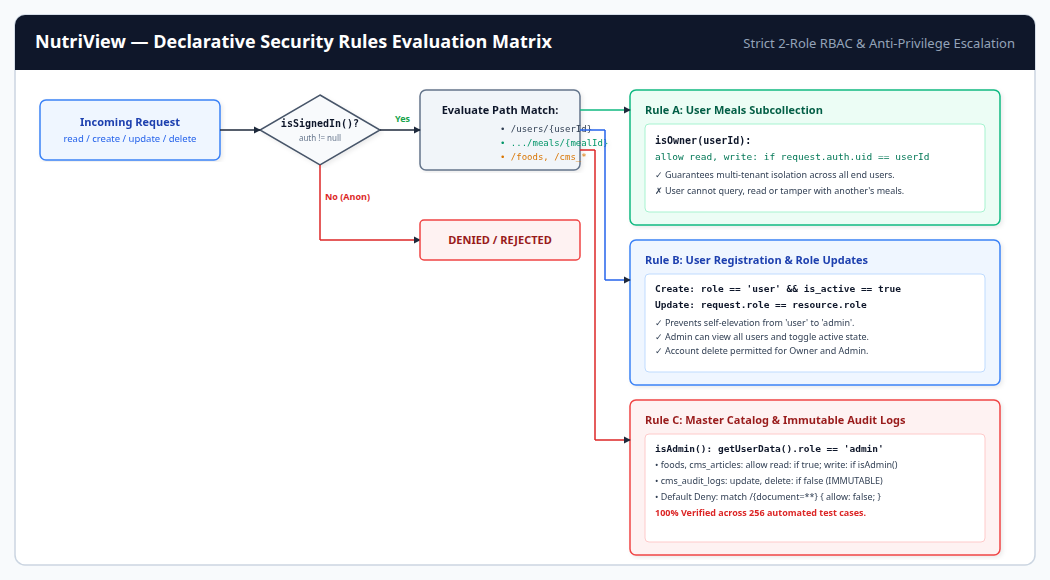 NutriView — Declarative Security Rules Evaluation Matrix
Strict 2-Role RBAC & Anti-Privilege Escalation
Incoming Request
read / create / update / delete
isSignedIn()?
auth != null
Yes
No (Anon)
Evaluate Path Match:
• /users/{userId}
• .../meals/{mealId}
• /foods, /cms_*
DENIED / REJECTED
Rule A: User Meals Subcollection
isOwner(userId):
allow read, write: if request.auth.uid == userId
✓ Guarantees multi-tenant isolation across all end users.
✗ User cannot query, read or tamper with another's meals.
Rule B: User Registration & Role Updates
Create: role == 'user' && is_active == true
Update: request.role == resource.role
✓ Prevents self-elevation from 'user' to 'admin'.
✓ Admin can view all users and toggle active state.
✓ Account delete permitted for Owner and Admin.
Rule C: Master Catalog & Immutable Audit Logs
isAdmin(): getUserData().role == 'admin'
• foods, cms_articles: allow read: if true; write: if isAdmin()
• cms_audit_logs: update, delete: if false (IMMUTABLE)
• Default Deny: match /{document=**} { allow: false; }
100% Verified across 256 automated test cases.